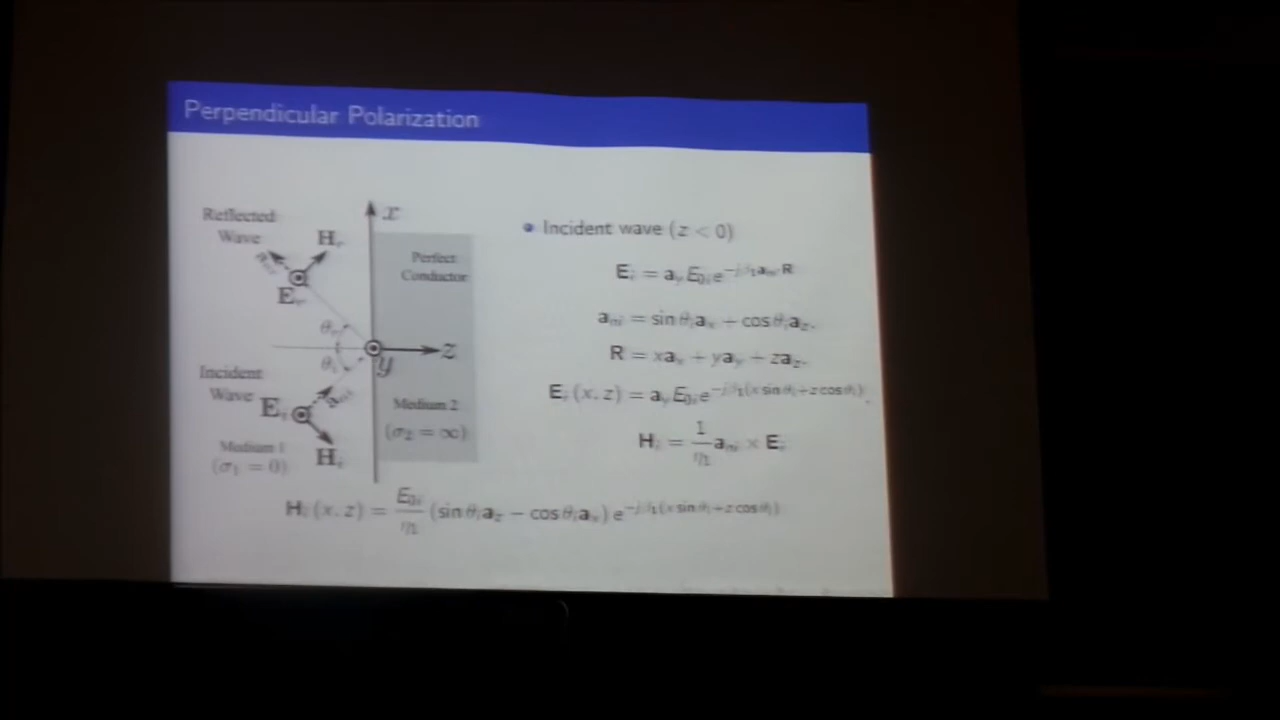 Perpendicular Polarization
Reflected
Wave
H_r
E_r
θ_r
θ_i
x
z
y
Perfect
Conductor
Incident
Wave
E_i
H_i
Medium 1
(σ₁ = 0)
Medium 2
(σ₂ = ∞)
Incident wave (z < 0)
E_i = a_y E_0i e^{-jβ₁a_ni·R}
a_ni = sin θ_i a_x + cos θ_i a_z.
R = xa_x + ya_y + za_z.
E_i(x, z) = a_y E_0i e^{-jβ₁(x sin θ_i + z cos θ_i)}.
H_i = 1/η₁ a_ni × E_i
H_i(x, z) = E_0i/η₁ (sin θ_i a_z − cos θ_i a_x) e^{-jβ₁(x sin θ_i + z cos θ_i)}